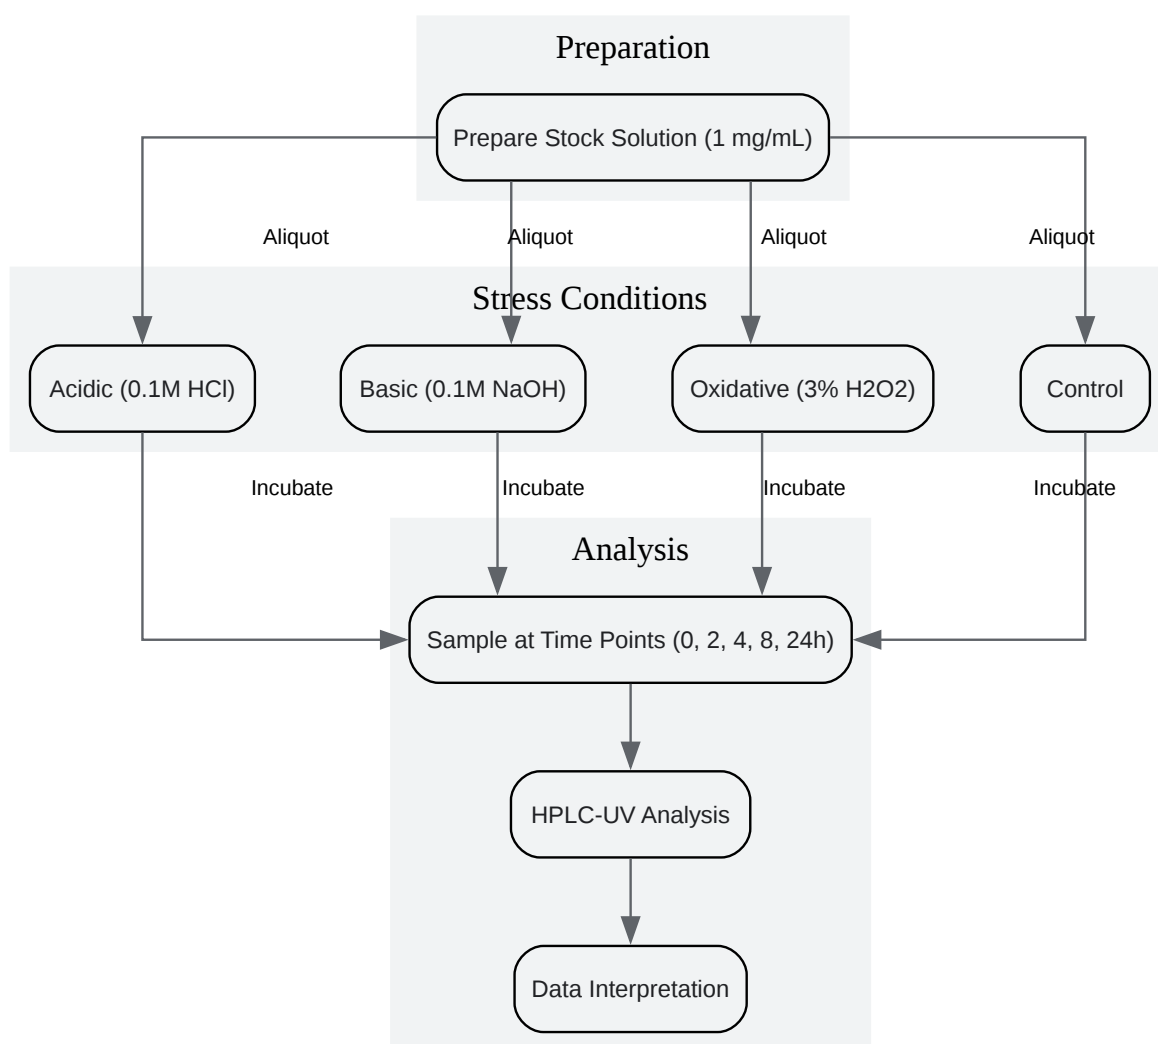 Preparation
Prepare Stock Solution (1 mg/mL)
Aliquot
Aliquot
Aliquot
Aliquot
Stress Conditions
Acidic (0.1M HCl)
Basic (0.1M NaOH)
Oxidative (3% H2O2)
Control
Incubate
Incubate
Incubate
Incubate
Analysis
Sample at Time Points (0, 2, 4, 8, 24h)
HPLC-UV Analysis
Data Interpretation